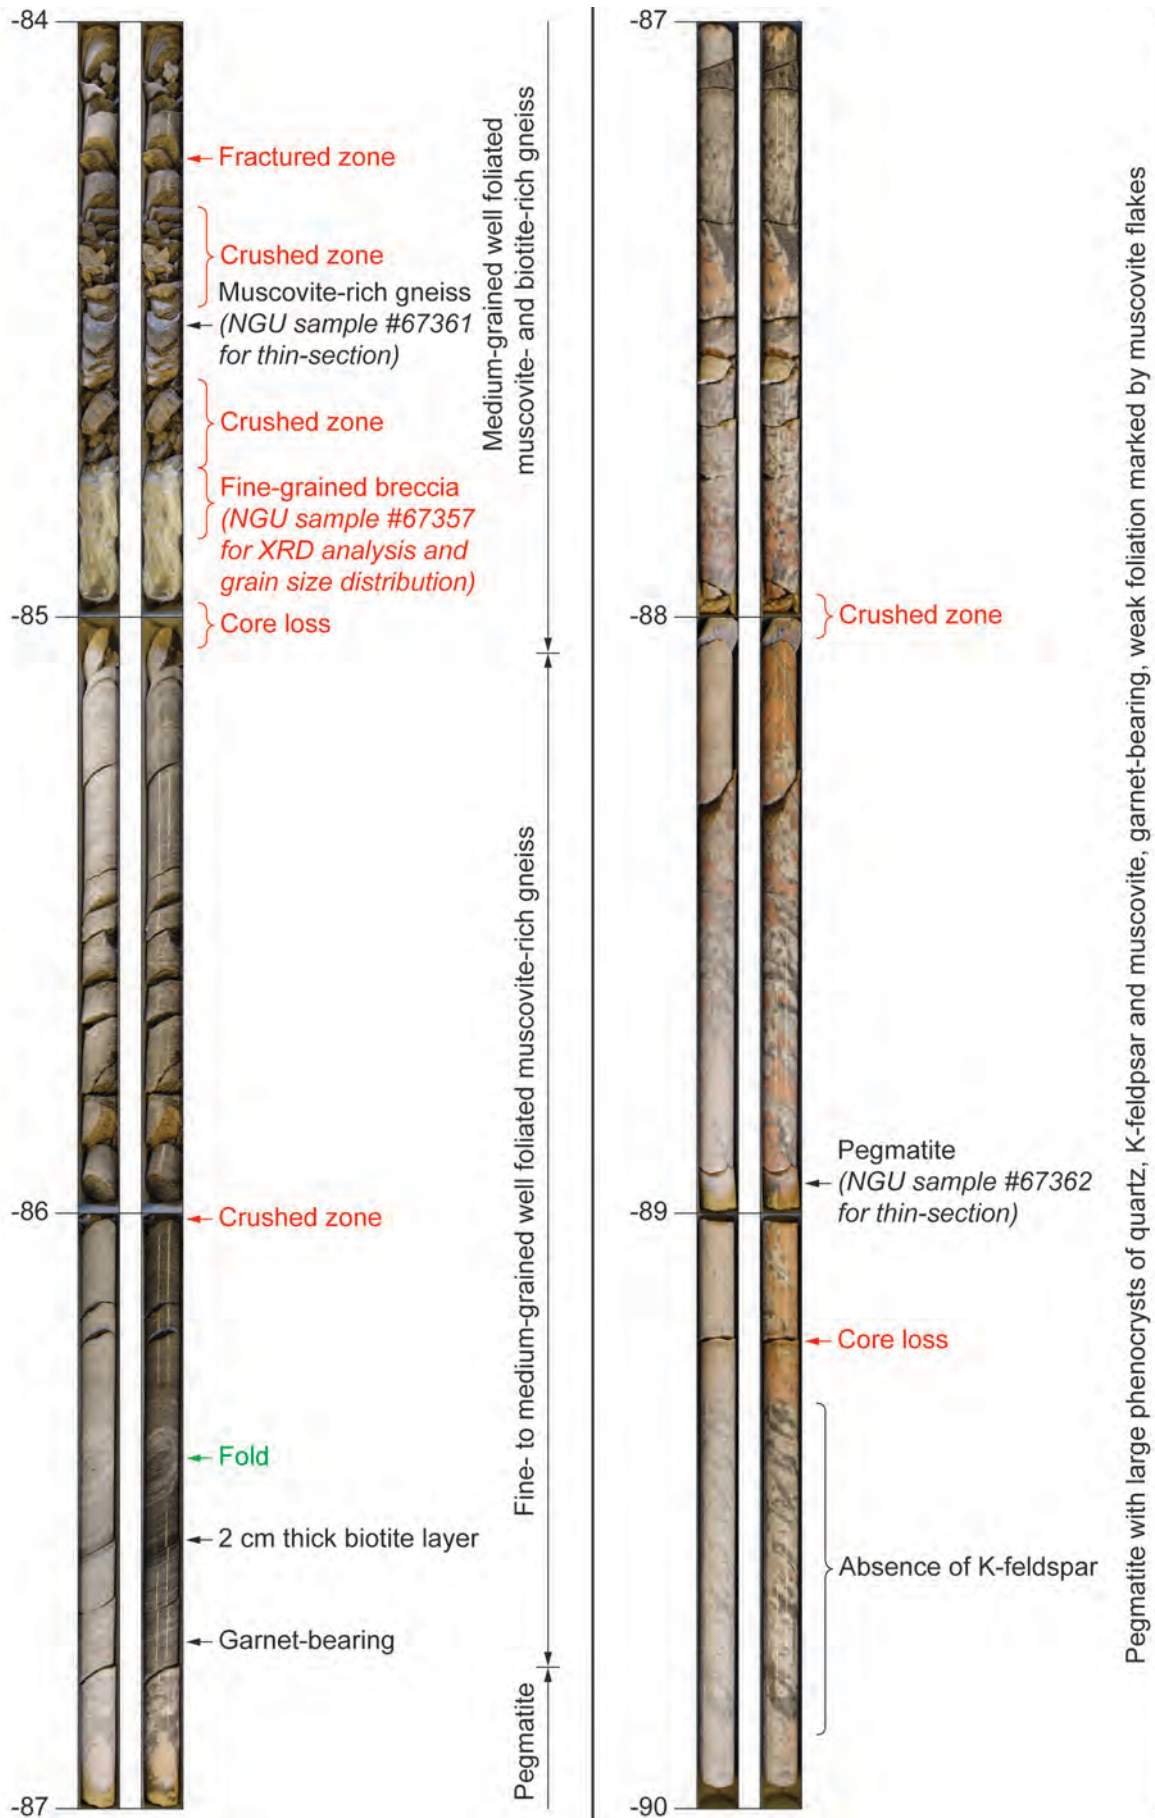 -84
Fractured zone
Crushed zone
Muscovite-rich gneiss
(NGU sample #67361
for thin-section)
Crushed zone
Fine-grained breccia
(NGU sample #67357
for XRD analysis and
grain size distribution)
-85
Core loss
-86
Crushed zone
Fold
2 cm thick biotite layer
Garnet-bearing
-87
Medium-grained well foliated
muscovite- and biotite-rich gneiss
Fine- to medium-grained well foliated muscovite-rich gneiss
Pegmatite
-87
-88
Crushed zone
Pegmatite
(NGU sample #67362
for thin-section)
-89
Core loss
Absence of K-feldspar
-90
Pegmatite with large phenocrysts of quartz, K-feldpsar and muscovite, garnet-bearing, weak foliation marked by muscovite flakes